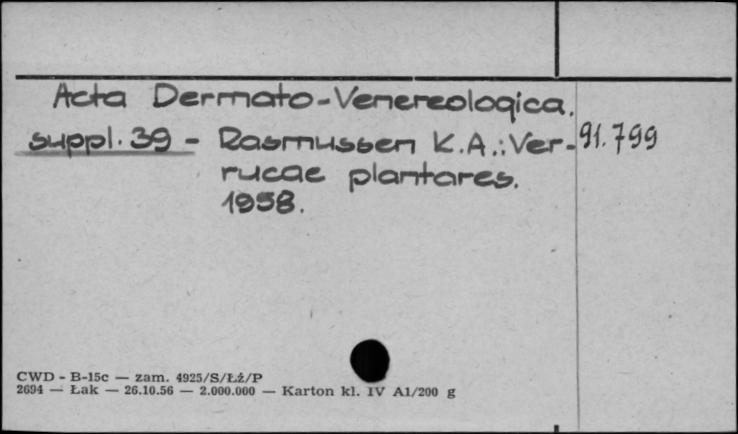 Acta Dermato-Venereologica.
suppl. 39 - Rasmussen K.A.: Ver- 91.799
rucae plantares.
1958.
CWD - B-15c — zam. 4925/S/Łż/P
2694 — Łak — 26.10.56 — 2.000.000 — Karton kl. IV A1/200 g